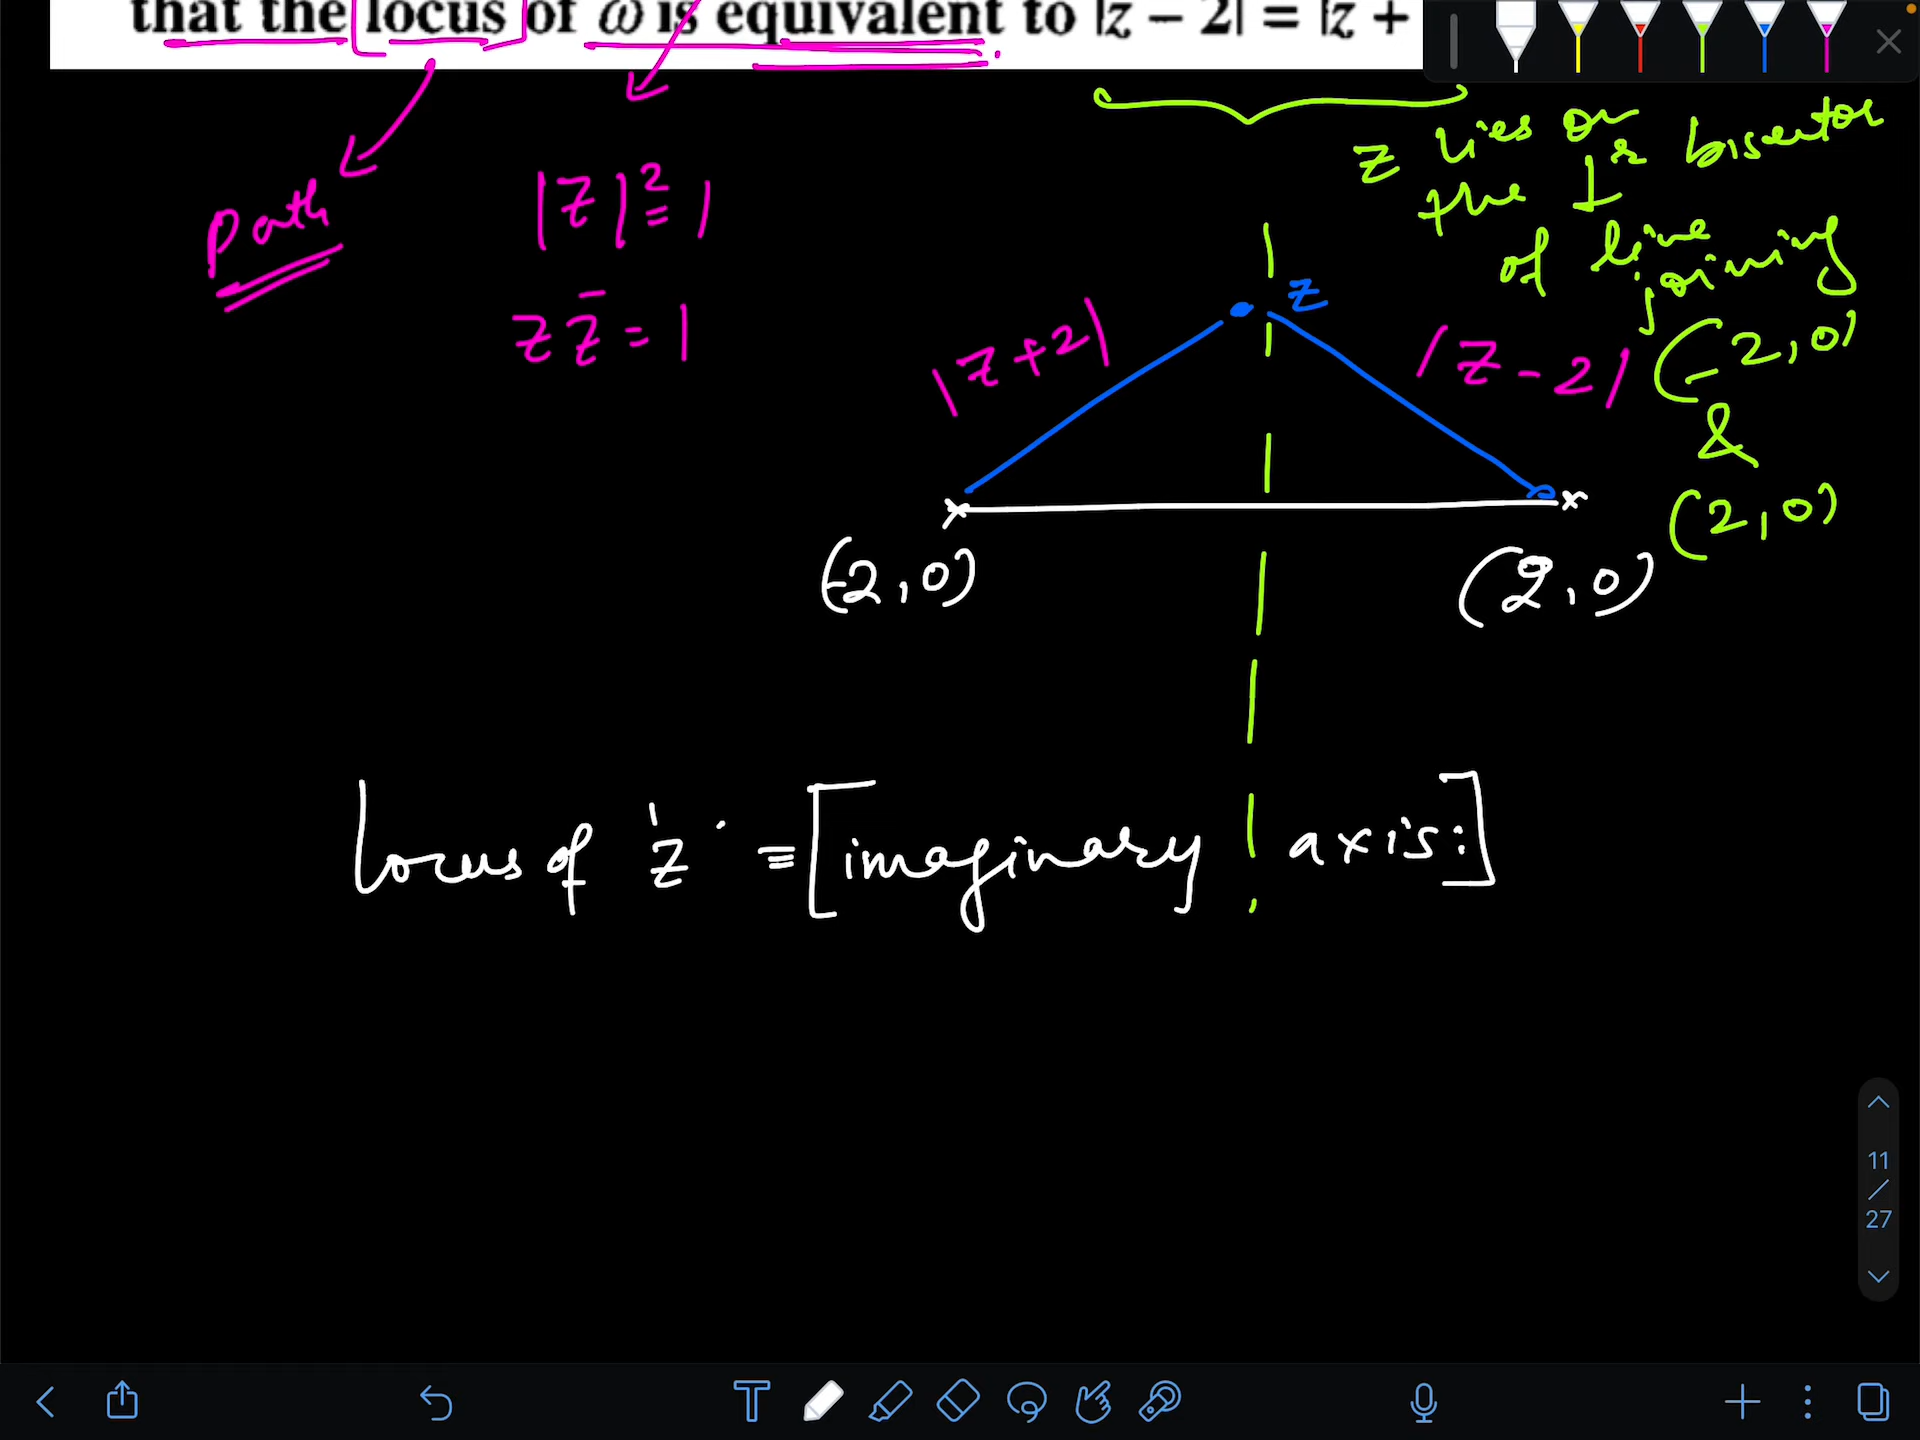 that the locus of ω is equivalent to |z − 2| = |z +
z lies on
the ⊥r bisector
of line
joining
(-2,0)
&
(2,0)
Path
|z|² = 1
z z̄ = 1
z
|z+2|
|z-2|
(-2,0)
(2,0)
locus of 'z' ≡ [imaginary axis:]
11
/
27
T